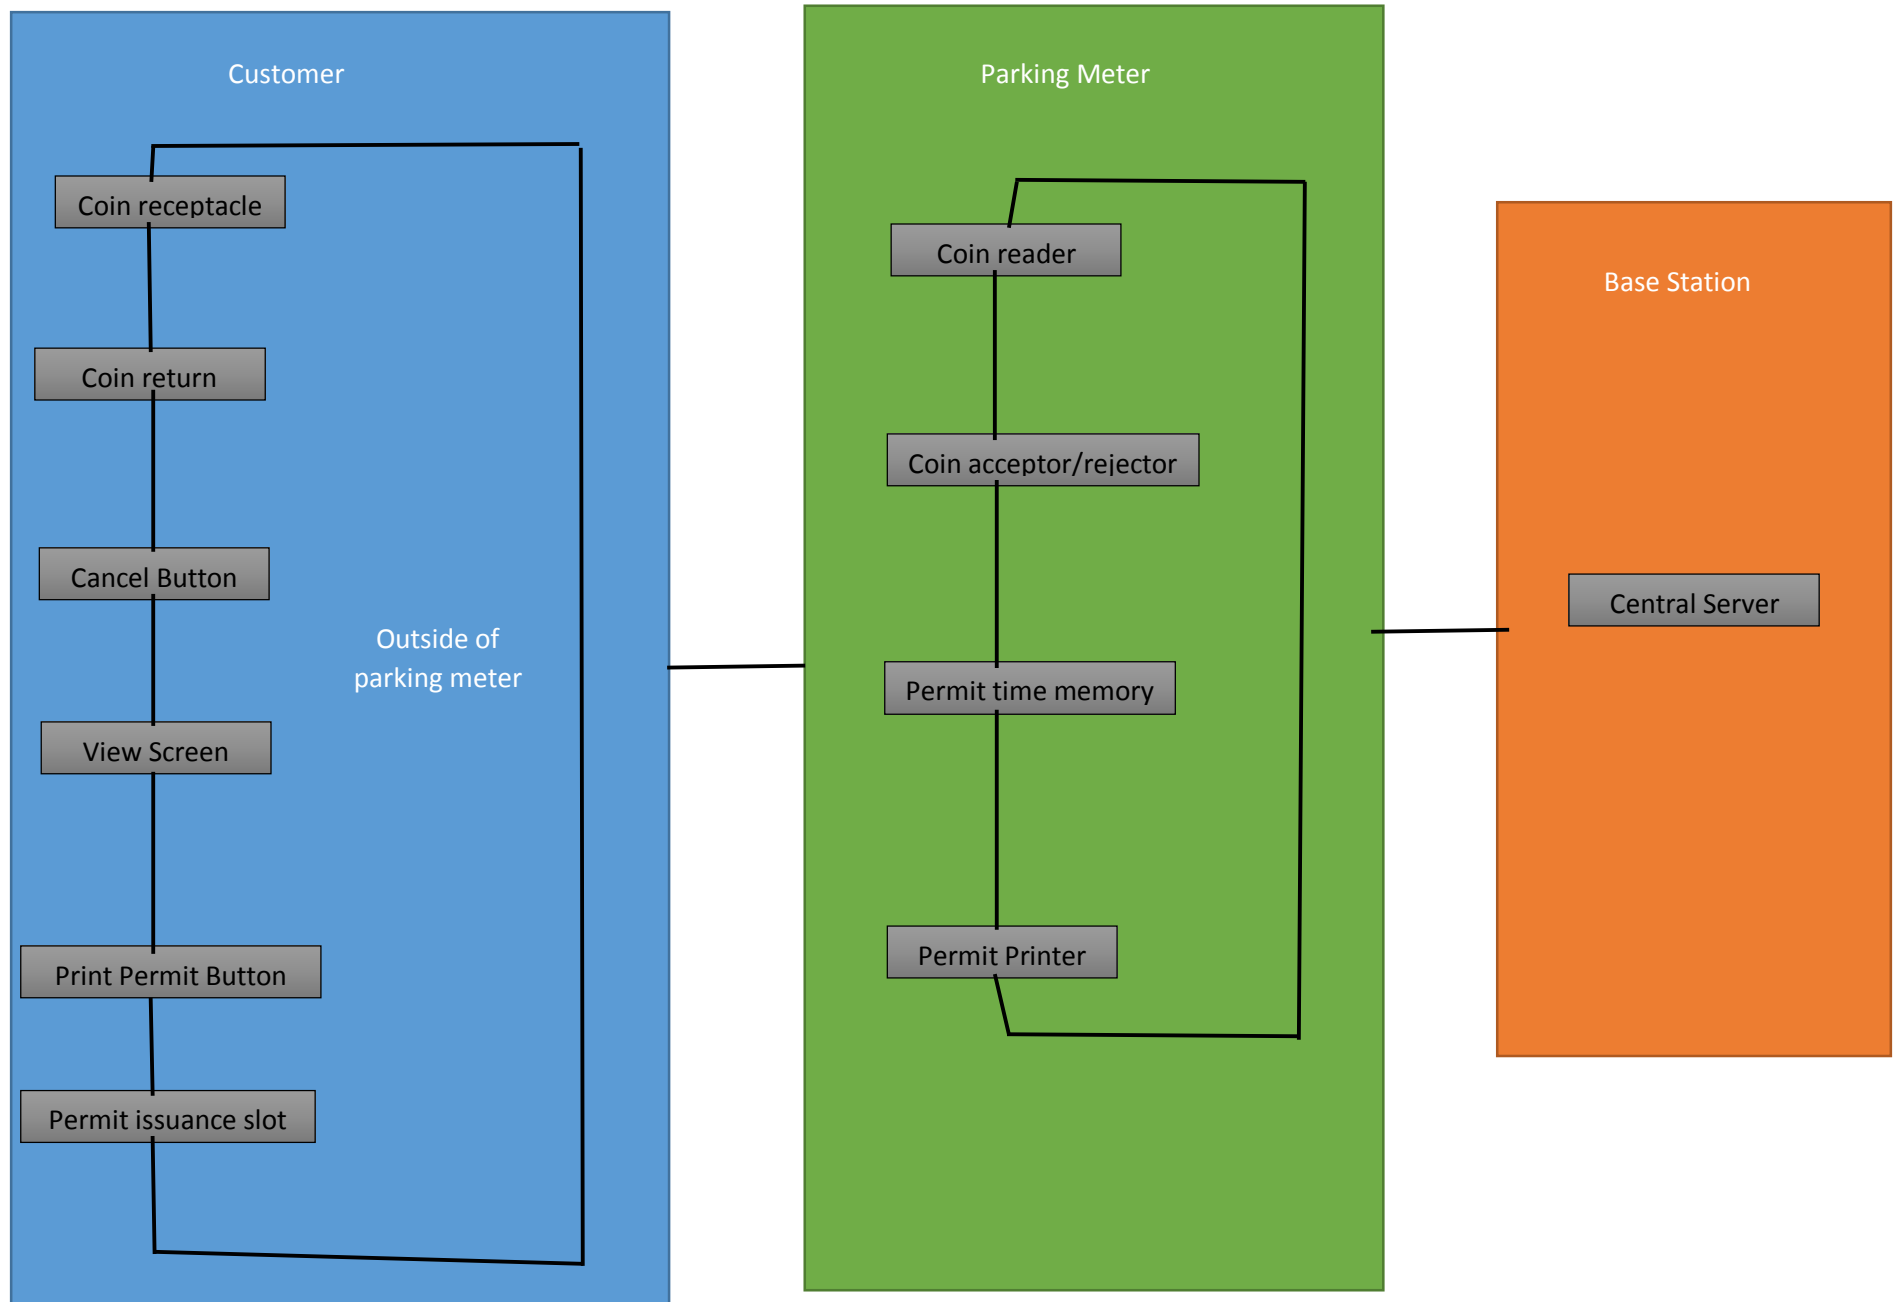 Customer
Coin receptacle
Coin return
Cancel Button
Outside of
parking meter
View Screen
Print Permit Button
Permit issuance slot
Parking Meter
Coin reader
Coin acceptor/rejector
Permit time memory
Permit Printer
Base Station
Central Server